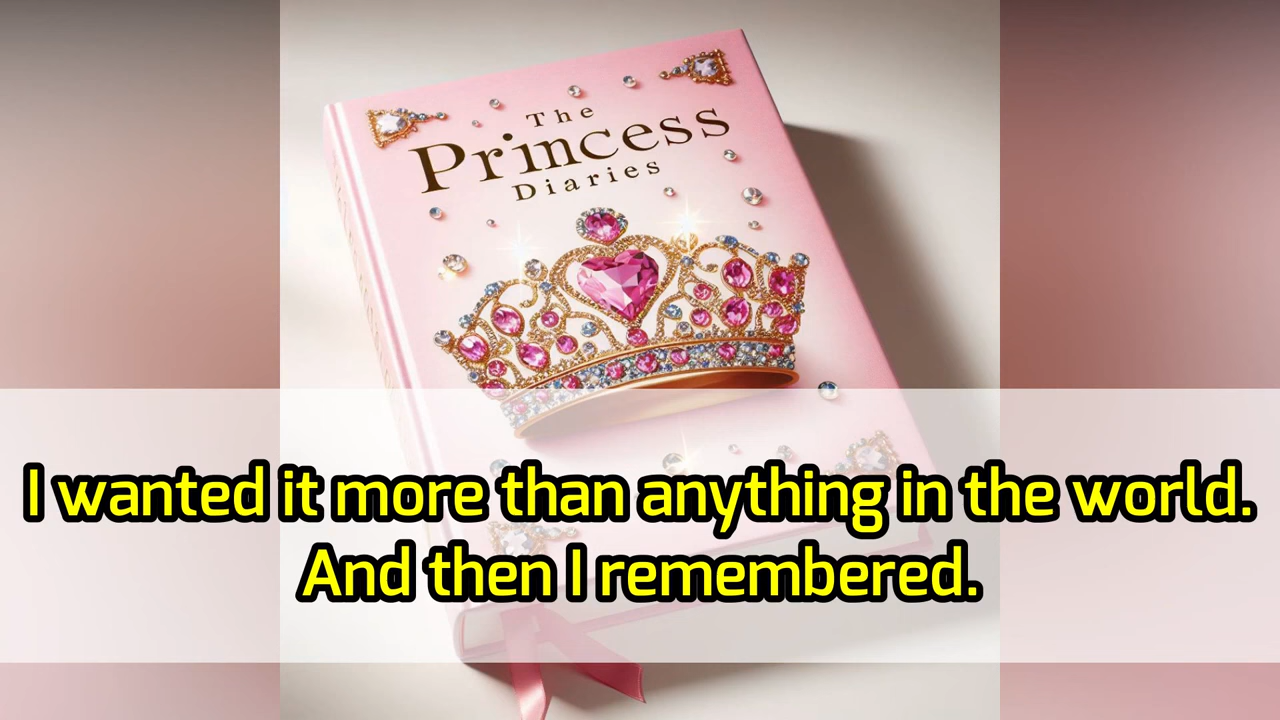 The
Princess
Diaries
I wanted it more than anything in the world.
And then I remembered.